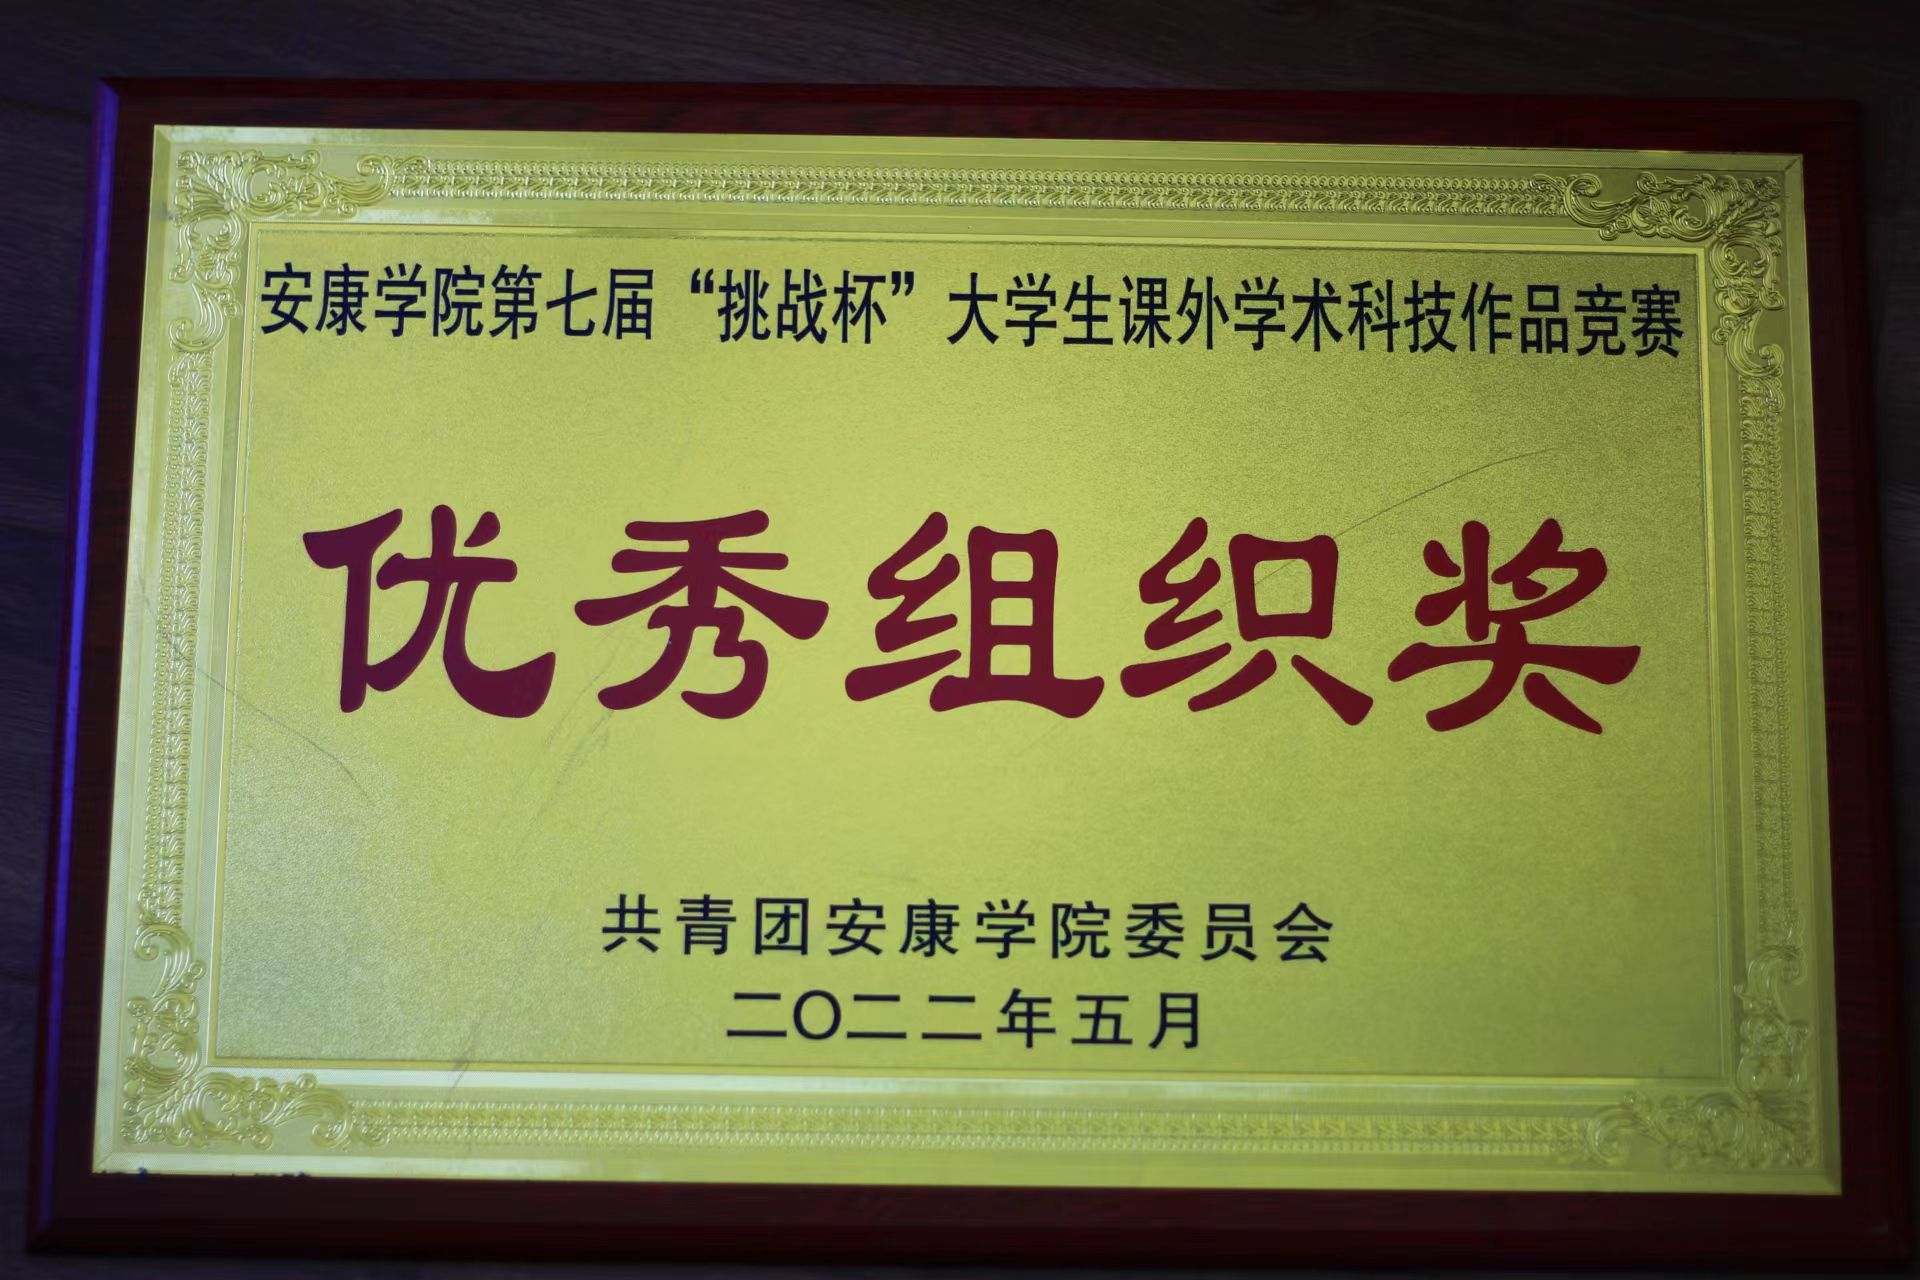 安康学院第七届“挑战杯”大学生课外学术科技作品竞赛
优秀组织奖
共青团安康学院委员会
二〇二二年五月